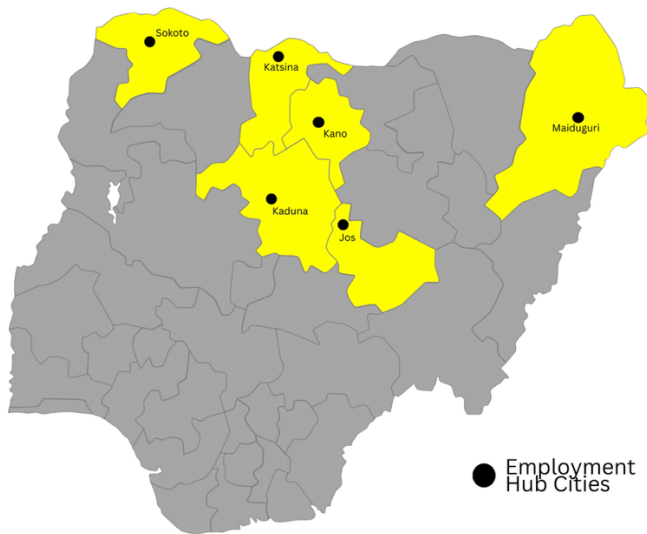 Sokoto
Katsina
Kano
Maiduguri
Kaduna
Jos
Employment
Hub Cities